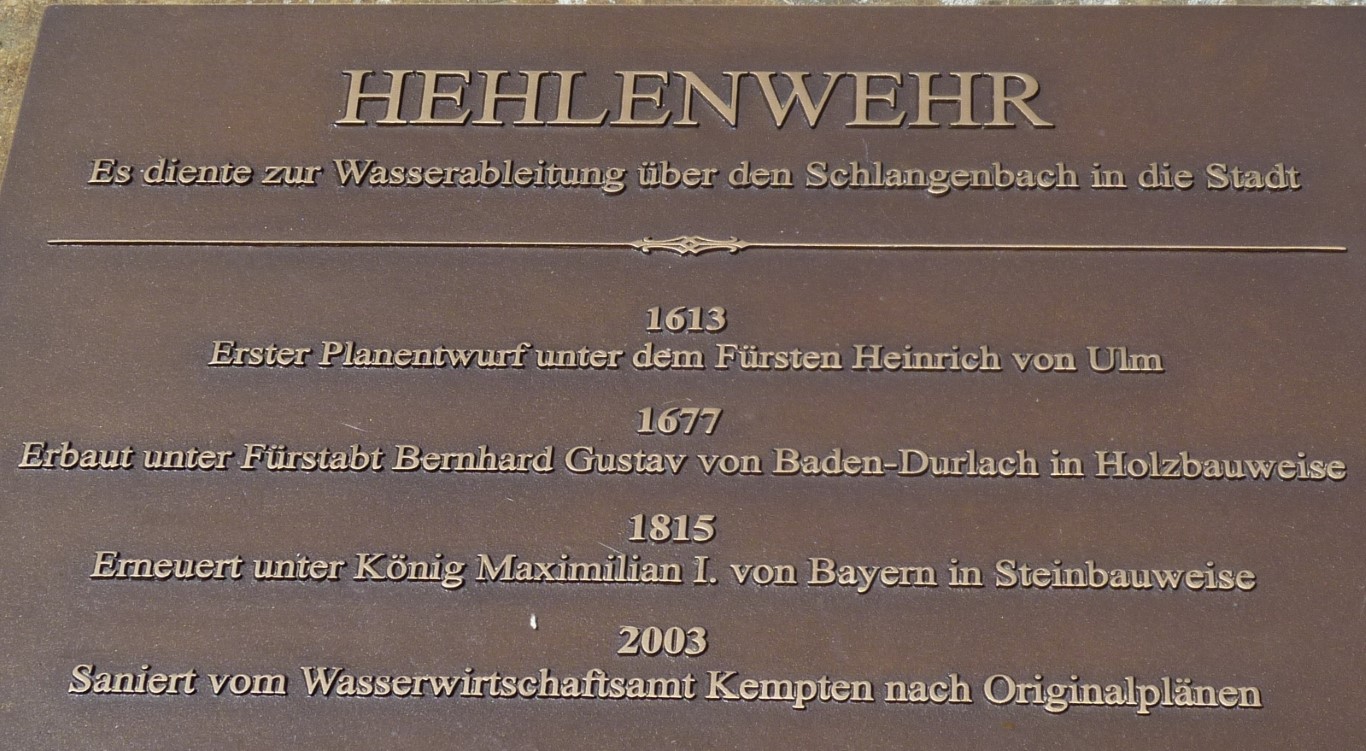 HEHLENWEHR
Es diente zur Wasserableitung über den Schlangenbach in die Stadt
1613
Erster Planentwurf unter dem Fürsten Heinrich von Ulm
1677
Erbaut unter Fürstabt Bernhard Gustav von Baden-Durlach in Holzbauweise
1815
Erneuert unter König Maximilian I. von Bayern in Steinbauweise
2003
Saniert vom Wasserwirtschaftsamt Kempten nach Originalplänen